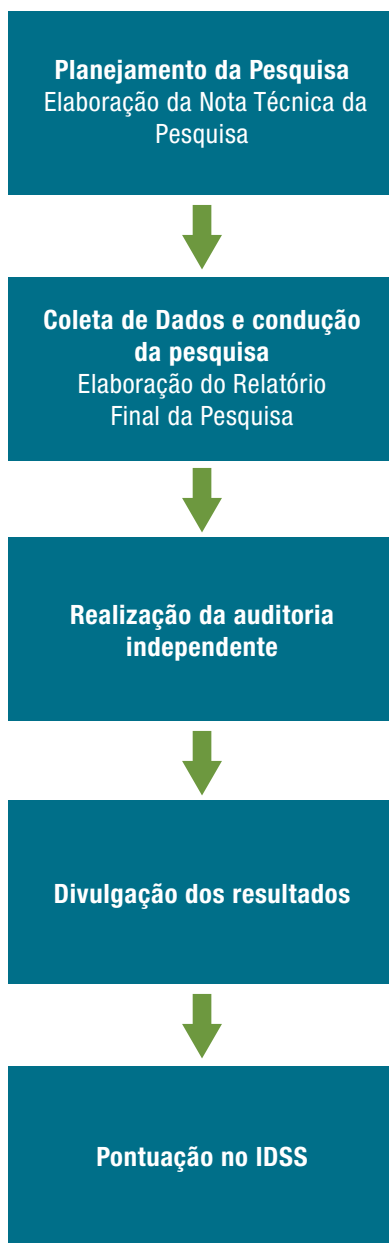 Planejamento da Pesquisa
Elaboração da Nota Técnica da
Pesquisa
Coleta de Dados e condução
da pesquisa
Elaboração do Relatório
Final da Pesquisa
Realização da auditoria
independente
Divulgação dos resultados
Pontuação no IDSS